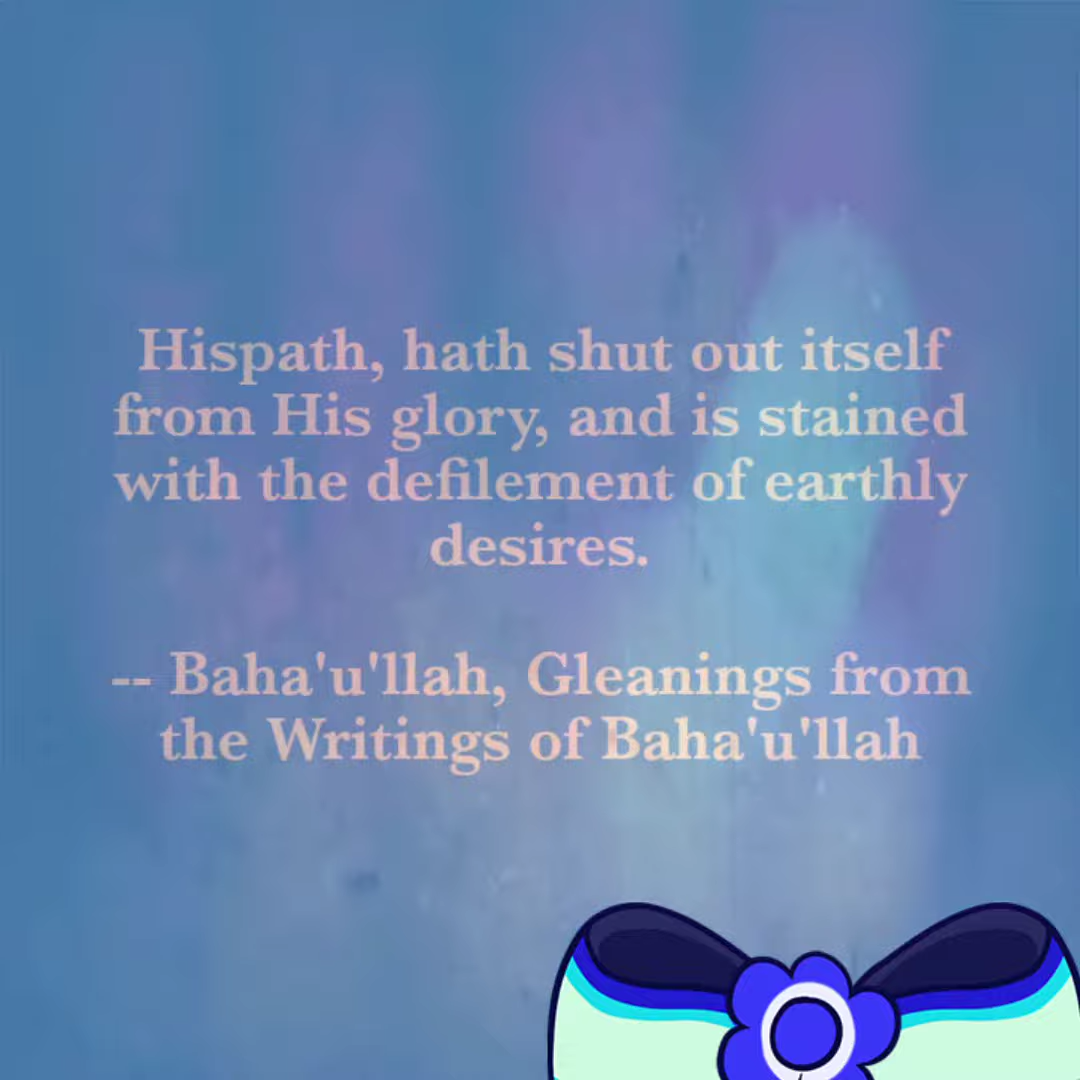 Hispath, hath shut out itself
from His glory, and is stained
with the defilement of earthly
desires.
-- Baha'u'llah, Gleanings from
the Writings of Baha'u'llah